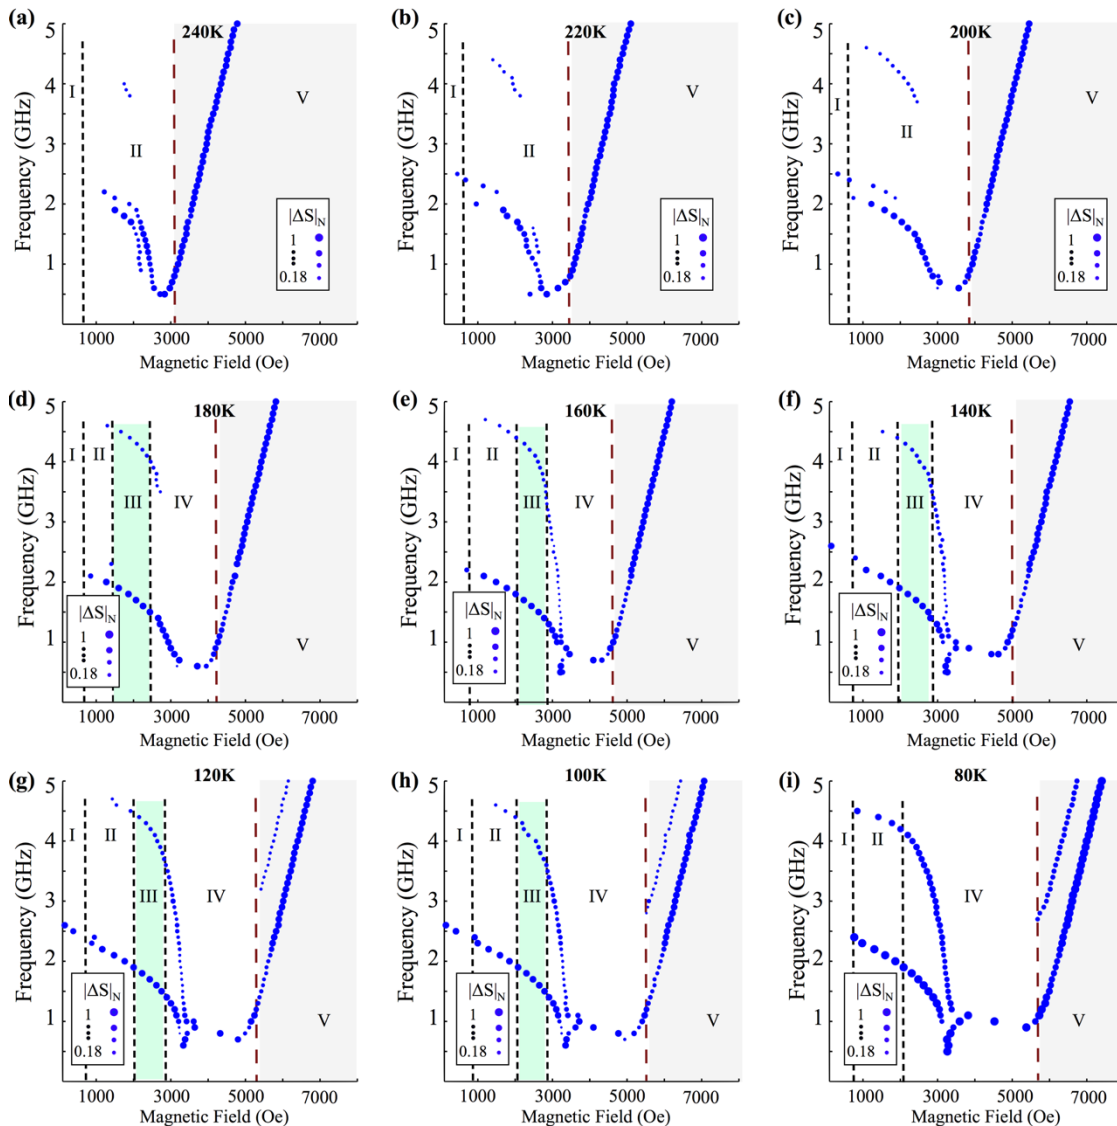 (a)
240K
5
4
3
2
1
Frequency (GHz)
I
II
V
|ΔS|N
1
0.18
1000 3000 5000 7000
Magnetic Field (Oe)
(b)
220K
5
4
3
2
1
Frequency (GHz)
I
II
V
|ΔS|N
1
0.18
1000 3000 5000 7000
Magnetic Field (Oe)
(c)
200K
5
4
3
2
1
Frequency (GHz)
I
II
V
|ΔS|N
1
0.18
1000 3000 5000 7000
Magnetic Field (Oe)
(d)
180K
5
4
3
2
1
Frequency (GHz)
I
II
III
IV
V
|ΔS|N
1
0.18
1000 3000 5000 7000
Magnetic Field (Oe)
(e)
160K
5
4
3
2
1
Frequency (GHz)
I
II
III
IV
V
|ΔS|N
1
0.18
1000 3000 5000 7000
Magnetic Field (Oe)
(f)
140K
5
4
3
2
1
Frequency (GHz)
I
II
III
IV
V
|ΔS|N
1
0.18
1000 3000 5000 7000
Magnetic Field (Oe)
(g)
120K
5
4
3
2
1
Frequency (GHz)
I
II
III
IV
V
|ΔS|N
1
0.18
1000 3000 5000 7000
Magnetic Field (Oe)
(h)
100K
5
4
3
2
1
Frequency (GHz)
I
II
III
IV
V
|ΔS|N
1
0.18
1000 3000 5000 7000
Magnetic Field (Oe)
(i)
80K
5
4
3
2
1
Frequency (GHz)
I
II
IV
V
|ΔS|N
1
0.18
1000 3000 5000 7000
Magnetic Field (Oe)